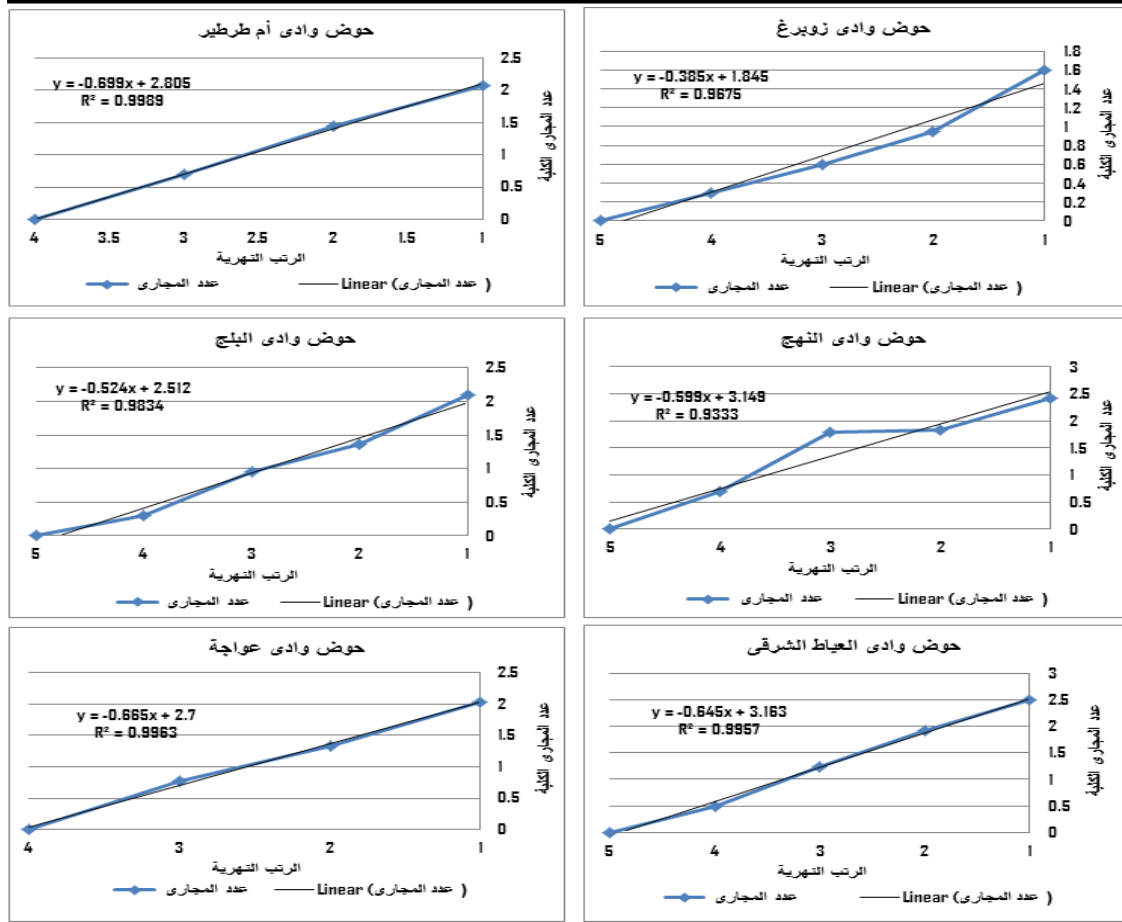 حوض وادى زوبرغ
y = -0.385x + 1.845
R² = 0.9675
1.8
1.6
1.4
1.2
1
0.8
0.6
0.4
0.2
0
عدد المجارى الكلية
5 4 3 2 1
الرتب النهرية
عدد المجارى Linear (عدد المجارى )
حوض وادى أم طرطير
y = -0.699x + 2.805
R² = 0.9989
2.5
2
1.5
1
0.5
0
عدد المجارى الكلية
4 3.5 3 2.5 2 1.5 1
الرتب النهرية
عدد المجارى Linear (عدد المجارى )
حوض وادى النهج
y = -0.599x + 3.149
R² = 0.9333
3
2.5
2
1.5
1
0.5
0
عدد المجارى الكلية
5 4 3 2 1
الرتب النهرية
عدد المجارى Linear (عدد المجارى )
حوض وادى البلج
y = -0.524x + 2.512
R² = 0.9834
2.5
2
1.5
1
0.5
0
عدد المجارى الكلية
5 4 3 2 1
الرتب النهرية
عدد المجارى Linear (عدد المجارى )
حوض وادى العياط الشرقى
y = -0.645x + 3.163
R² = 0.9957
3
2.5
2
1.5
1
0.5
0
عدد المجارى الكلية
5 4 3 2 1
الرتب النهرية
عدد المجارى Linear (عدد المجارى )
حوض وادى عواجة
y = -0.665x + 2.7
R² = 0.9963
2.5
2
1.5
1
0.5
0
عدد المجارى الكلية
4 3 2 1
الرتب النهرية
عدد المجارى Linear (عدد المجارى )